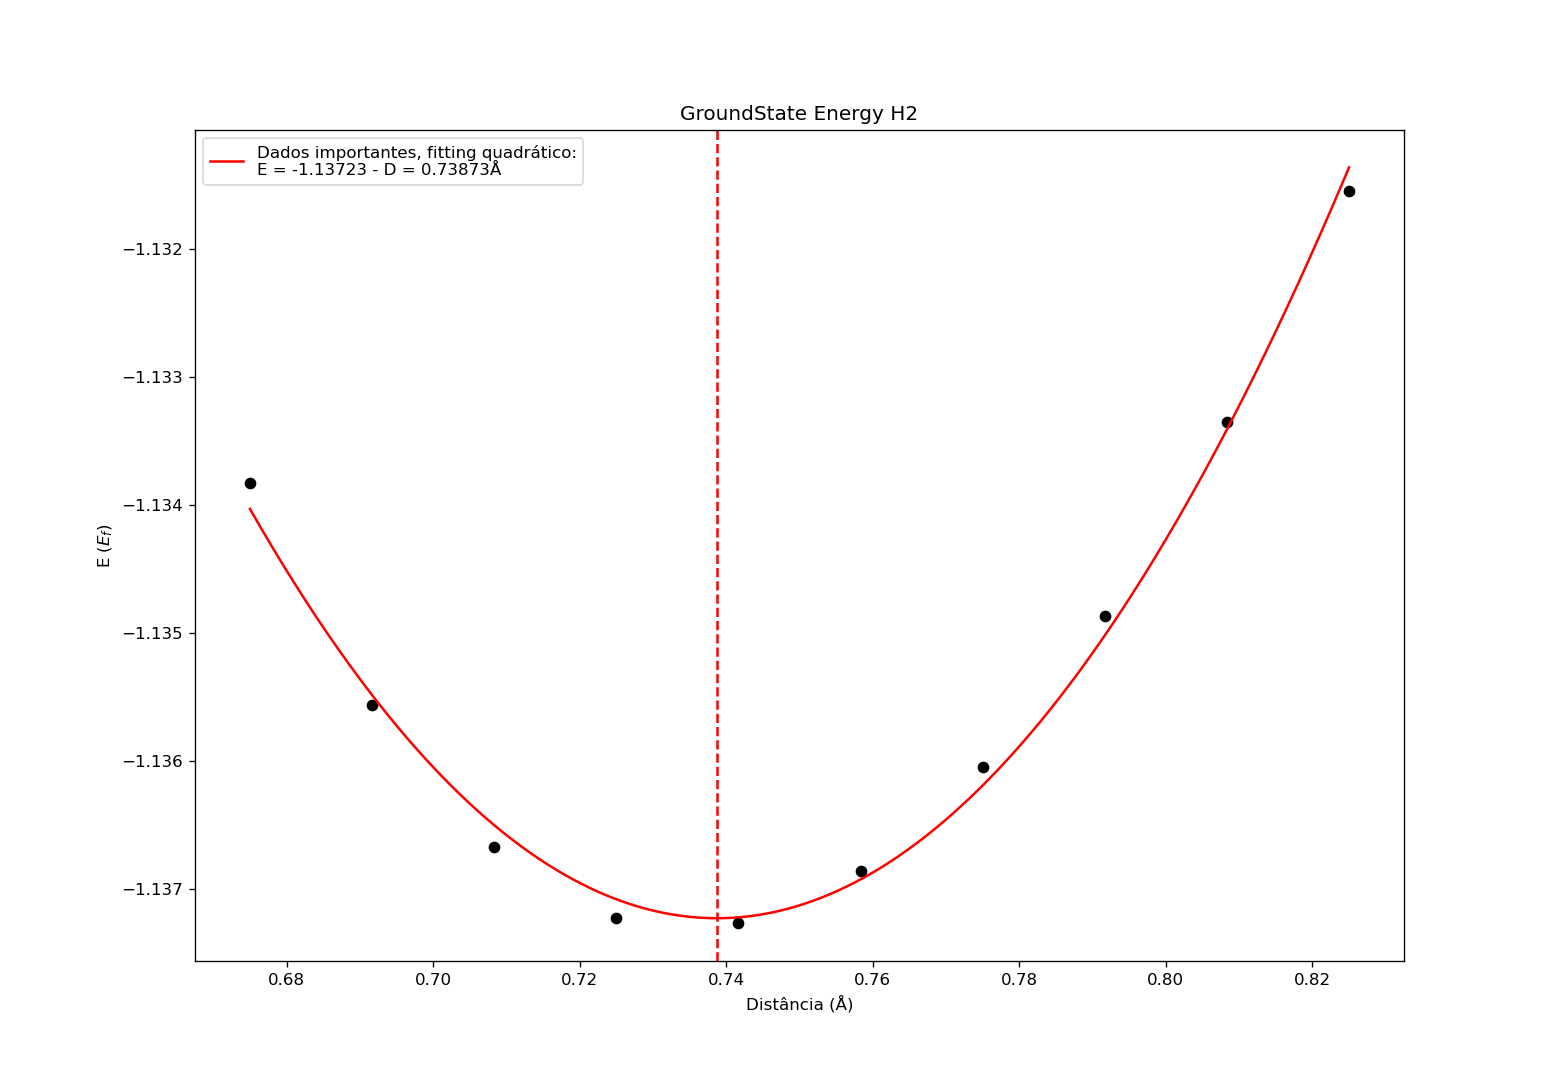 GroundState Energy H2
Dados importantes, fitting quadrático:
E = -1.13723 - D = 0.73873Å
−1.132
−1.133
−1.134
−1.135
−1.136
−1.137
E (E_f)
0.68 0.70 0.72 0.74 0.76 0.78 0.80 0.82
Distância (Å)